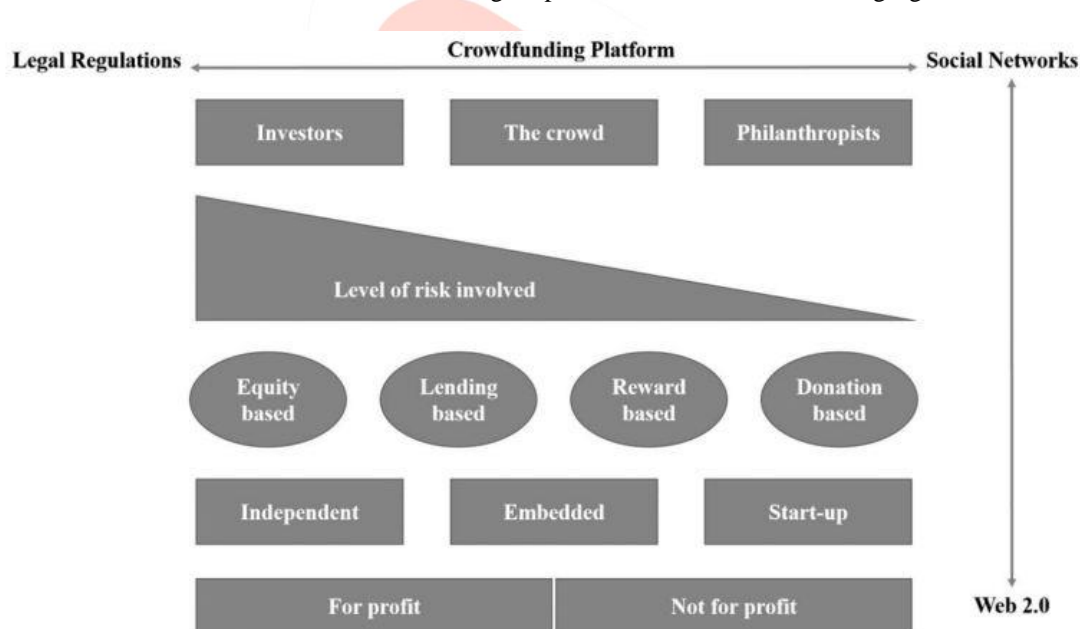 Crowdfunding Platform
Legal Regulations
Social Networks
Investors
The crowd
Philanthropists
Level of risk involved
Equity
based
Lending
based
Reward
based
Donation
based
Independent
Embedded
Start-up
For profit
Not for profit
Web 2.0